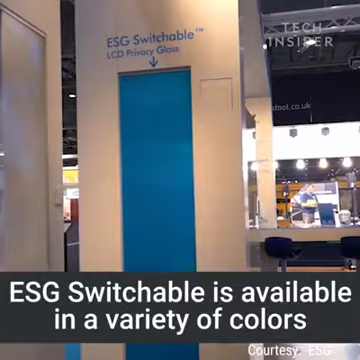 TECH
INSIDER
ESG Switchable™
LCD Privacy Glass
stool.co.uk
ESG Switchable is available
in a variety of colors
Courtesy: ESG